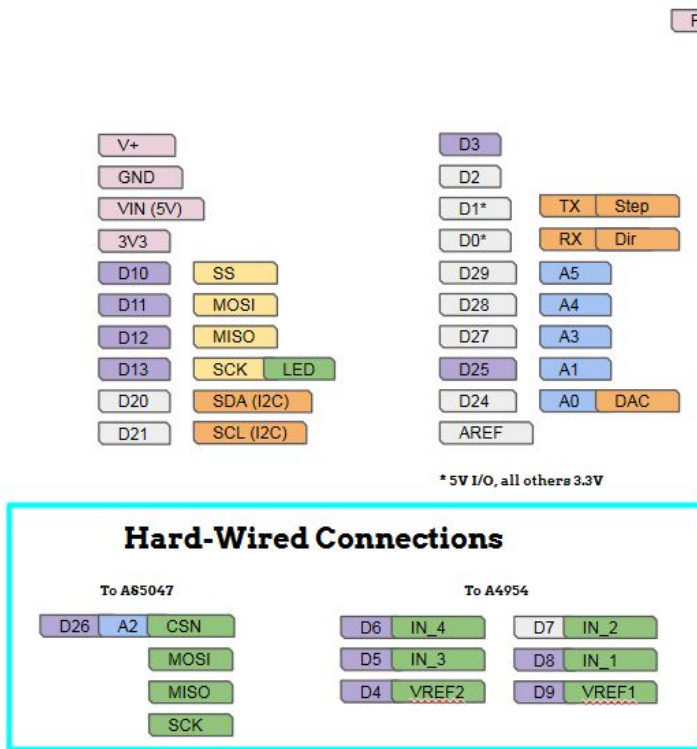 V+
GND
VIN (5V)
3V3
D10 SS
D11 MOSI
D12 MISO
D13 SCK LED
D20 SDA (I2C)
D21 SCL (I2C)
D3
D2
D1* TX Step
D0* RX Dir
D29 A5
D28 A4
D27 A3
D25 A1
D24 A0 DAC
AREF
* 5V I/O, all others 3.3V
Hard-Wired Connections
To AS5047
D26 A2 CSN
MOSI
MISO
SCK
To A4954
D6 IN_4
D5 IN_3
D4 VREF2
D7 IN_2
D8 IN_1
D9 VREF1